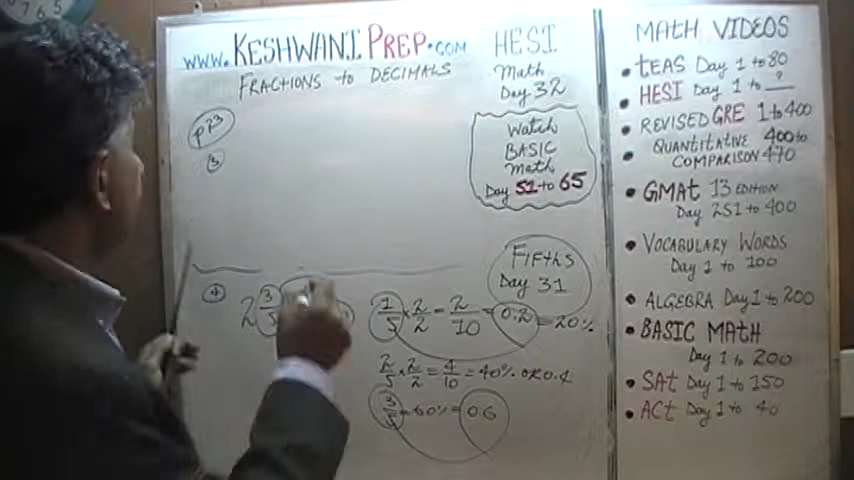 www.KESHWANIPREP.COM
FRACTIONS to DECIMALS
HESI
Math
Day 32
Watch
BASIC
Math
Day 51 to 65
p23
3
FIFTHS
Day 31
4
2 3/5
1/5 × 2/2 = 2/10 = 0.2 = 20%
2/5 × 2/2 = 4/10 = 40% OR 0.4
3/5 = 60% = 0.6
MATH VIDEOS
• tEAS Day 1 to 80
• HESI Day 1 to ?
• REVISED GRE 1 to 400
• QUANTITATIVE 400 to
COMPARISON 470
• GMAt 13 EDITION
Day 251 to 400
• VOCABULARY WORDS
Day 1 to 100
• ALGEBRA Day 1 to 200
• BASIC MATH
Day 1 to 200
• SAt Day 1 to 150
• ACt Day 1 to 40
7 6 5